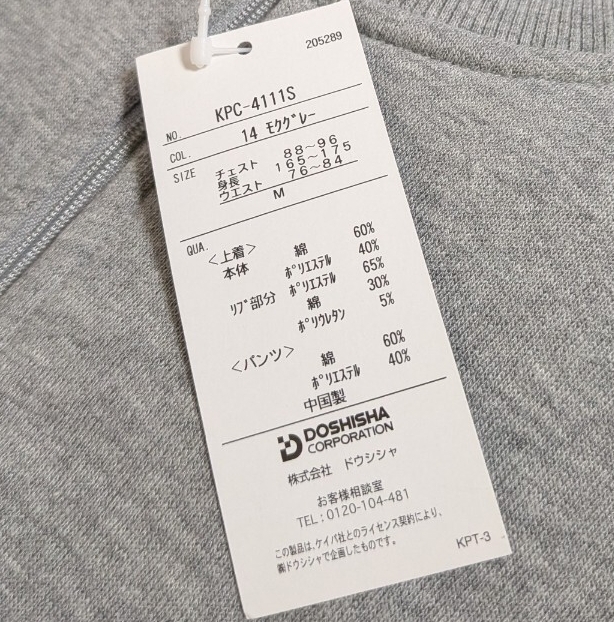 205289
NO. KPC-4111S
COL. 14 ﾓｸｸﾞﾚｰ
SIZE チェスト 88～96
身長 165～175
ウエスト 76～84
M
QUA. ＜上着＞
本体 綿 60%
ﾎﾟﾘｴｽﾃﾙ 40%
ﾘﾌﾞ部分 ﾎﾟﾘｴｽﾃﾙ 65%
綿 30%
ﾎﾟﾘｳﾚﾀﾝ 5%
＜パンツ＞ 綿 60%
ﾎﾟﾘｴｽﾃﾙ 40%
中国製
DOSHISHA
CORPORATION
株式会社 ドウシシャ
お客様相談室
TEL：0120-104-481
この製品は、ケイパ社とのライセンス契約により、
㈱ドウシシャで企画したものです。
KPT-3